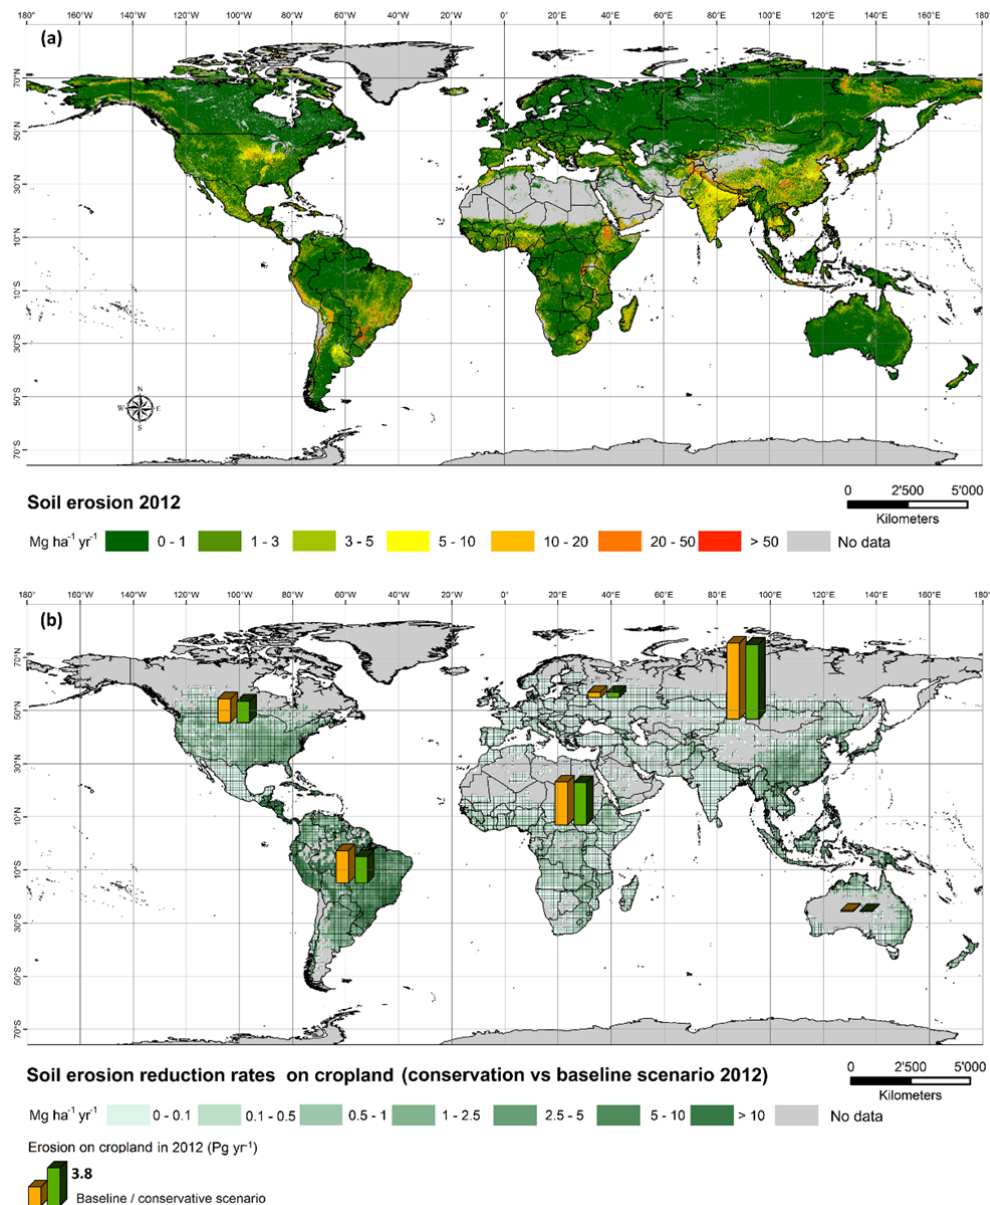 180° 140°W 100°W 80°W 60°W 40°W 20°W 0° 20°E 40°E 60°E 80°E 100°E 120°E 140°E 180°
(a)
70°N
50°N
30°N
10°N
10°S
30°S
50°S
70°S
N
W E
S
Soil erosion 2012
0 2'500 5'000
Kilometers
Mg ha⁻¹ yr⁻¹ 0 - 1 1 - 3 3 - 5 5 - 10 10 - 20 20 - 50 > 50 No data
180° 140°W 100°W 80°W 60°W 40°W 20°W 0° 20°E 40°E 60°E 80°E 100°E 120°E 140°E 180°
(b)
70°N
50°N
30°N
10°N
10°S
30°S
50°S
70°S
Soil erosion reduction rates on cropland (conservation vs baseline scenario 2012)
0 2'500 5'000
Kilometers
Mg ha⁻¹ yr⁻¹ 0 - 0.1 0.1 - 0.5 0.5 - 1 1 - 2.5 2.5 - 5 5 - 10 > 10 No data
Erosion on cropland in 2012 (Pg yr⁻¹)
3.8
Baseline / conservative scenario